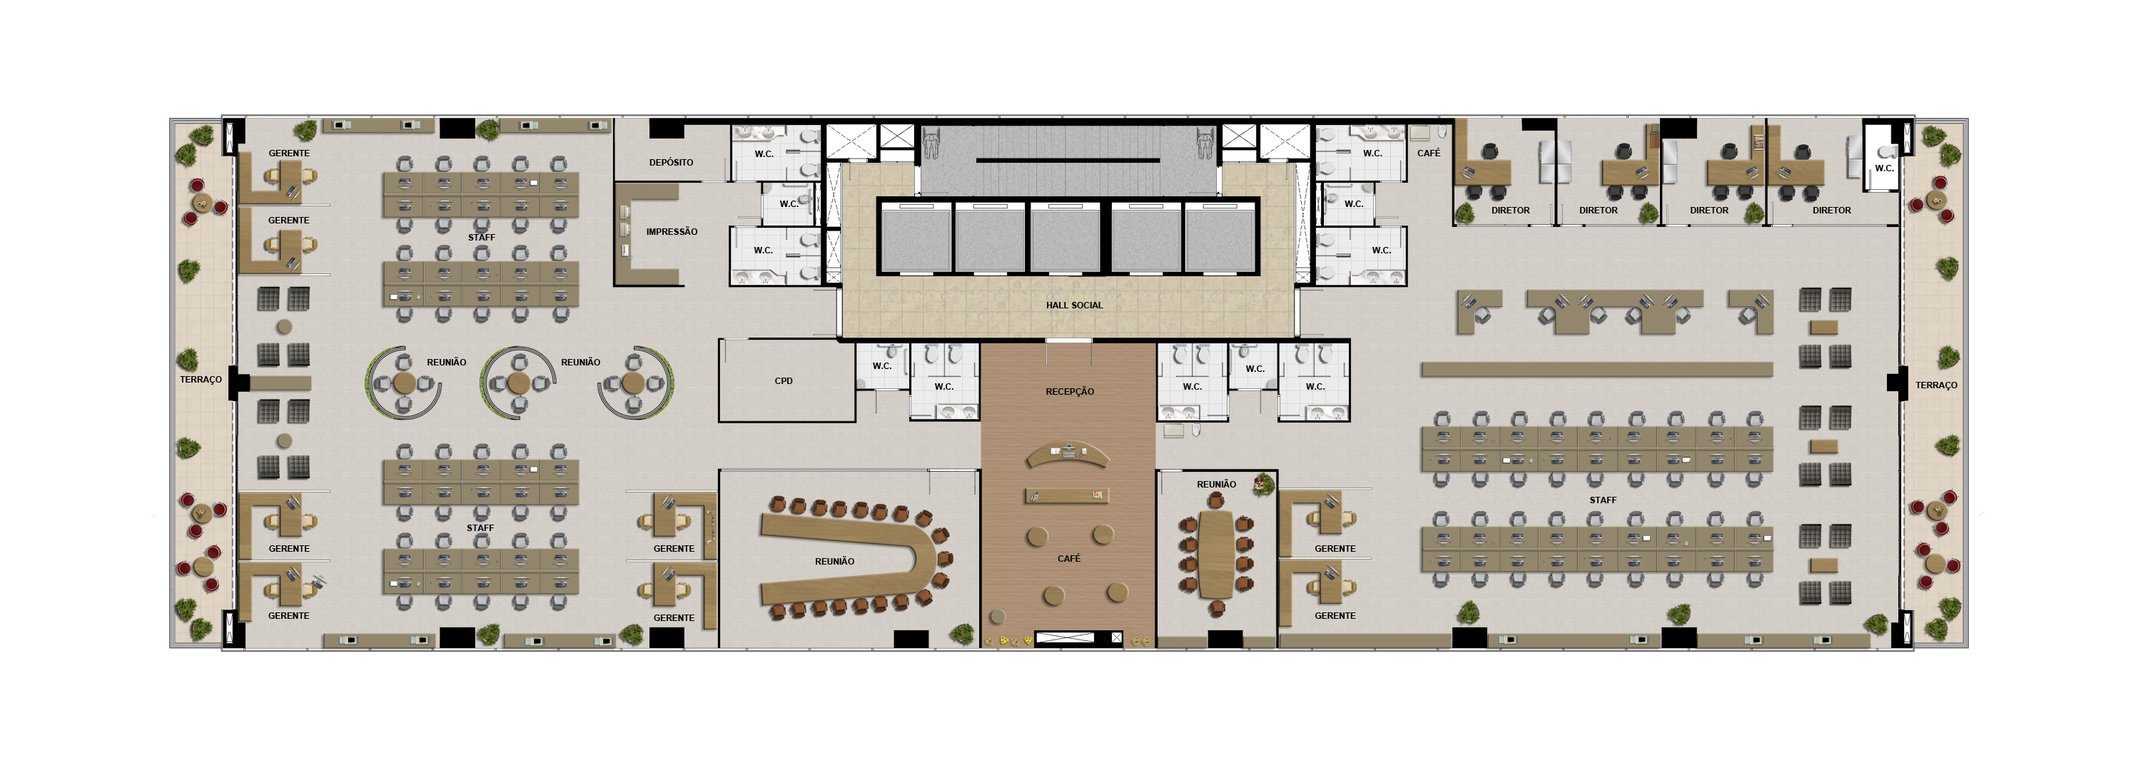 GERENTE
DEPÓSITO
W.C.
W.C.
CAFÉ
W.C.
W.C.
W.C.
DIRETOR
DIRETOR
DIRETOR
DIRETOR
GERENTE
IMPRESSÃO
STAFF
W.C.
W.C.
HALL SOCIAL
REUNIÃO
REUNIÃO
W.C.
W.C.
TERRAÇO
CPD
W.C.
W.C.
W.C.
TERRAÇO
RECEPÇÃO
REUNIÃO
STAFF
STAFF
GERENTE
GERENTE
GERENTE
REUNIÃO
CAFÉ
GERENTE
GERENTE
GERENTE